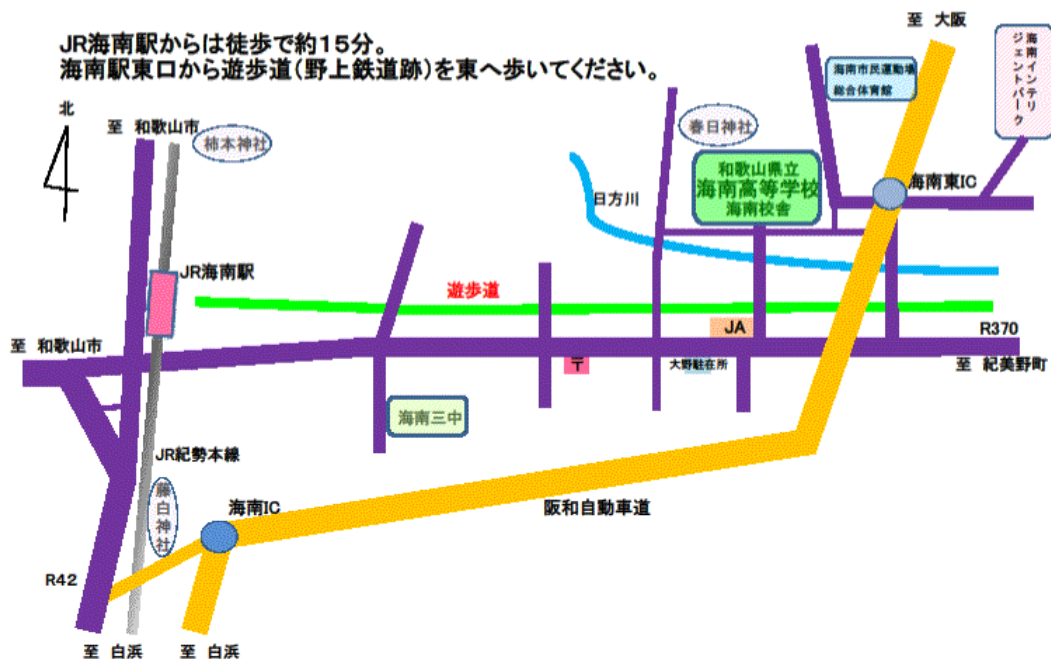 JR海南駅からは徒歩で約15分。
海南駅東口から遊歩道(野上鉄道跡)を東へ歩いてください。
至 大阪
海南インテリ
ジェントパーク
海南市民運動場
総合体育館
北
至 和歌山市
柿本神社
春日神社
和歌山県立
海南高等学校
海南校舎
海南東IC
日方川
JR海南駅
遊歩道
JA
R370
至 和歌山市
〒
大野駐在所
至 紀美野町
海南三中
JR紀勢本線
藤白神社
海南IC
阪和自動車道
R42
至 白浜
至 白浜